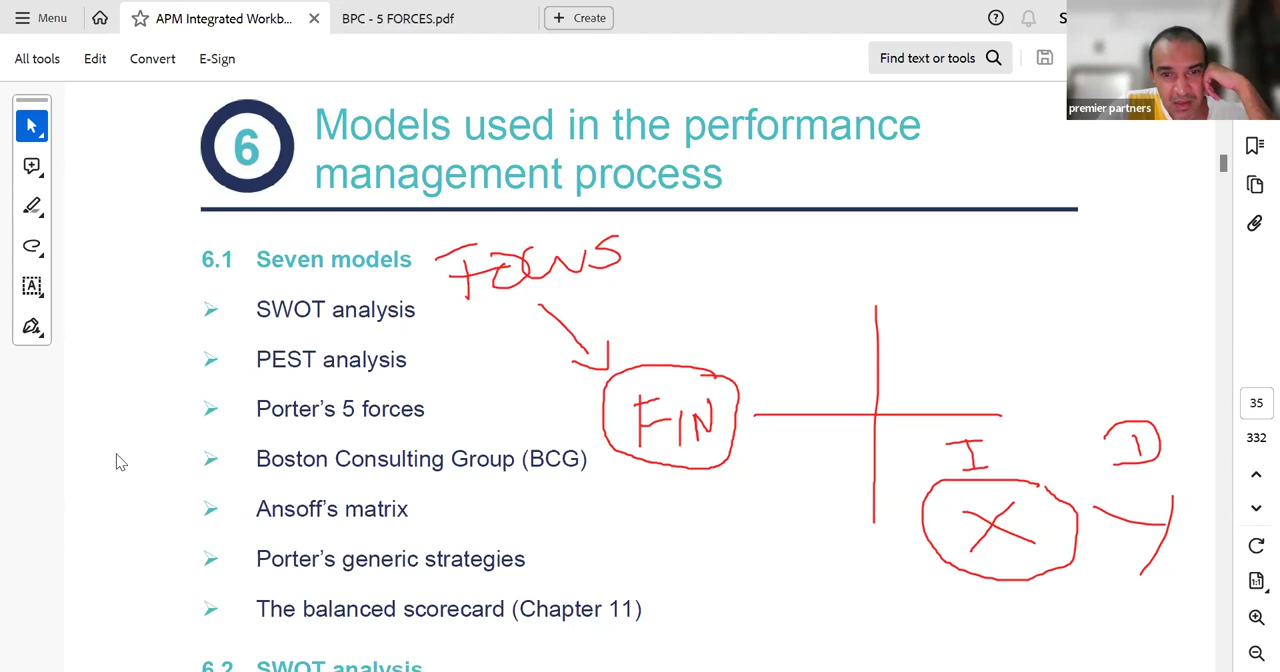 Menu
APM Integrated Workb...
BPC - 5 FORCES.pdf
Create
All tools
Edit
Convert
E-Sign
Find text or tools
S
premier partners
6
Models used in the performance
management process
6.1 Seven models
FOCUS
SWOT analysis
PEST analysis
Porter's 5 forces
FIN
Boston Consulting Group (BCG)
I
D
Ansoff's matrix
X
Y
Porter's generic strategies
The balanced scorecard (Chapter 11)
6.2 SWOT analysis
35
332
1:1